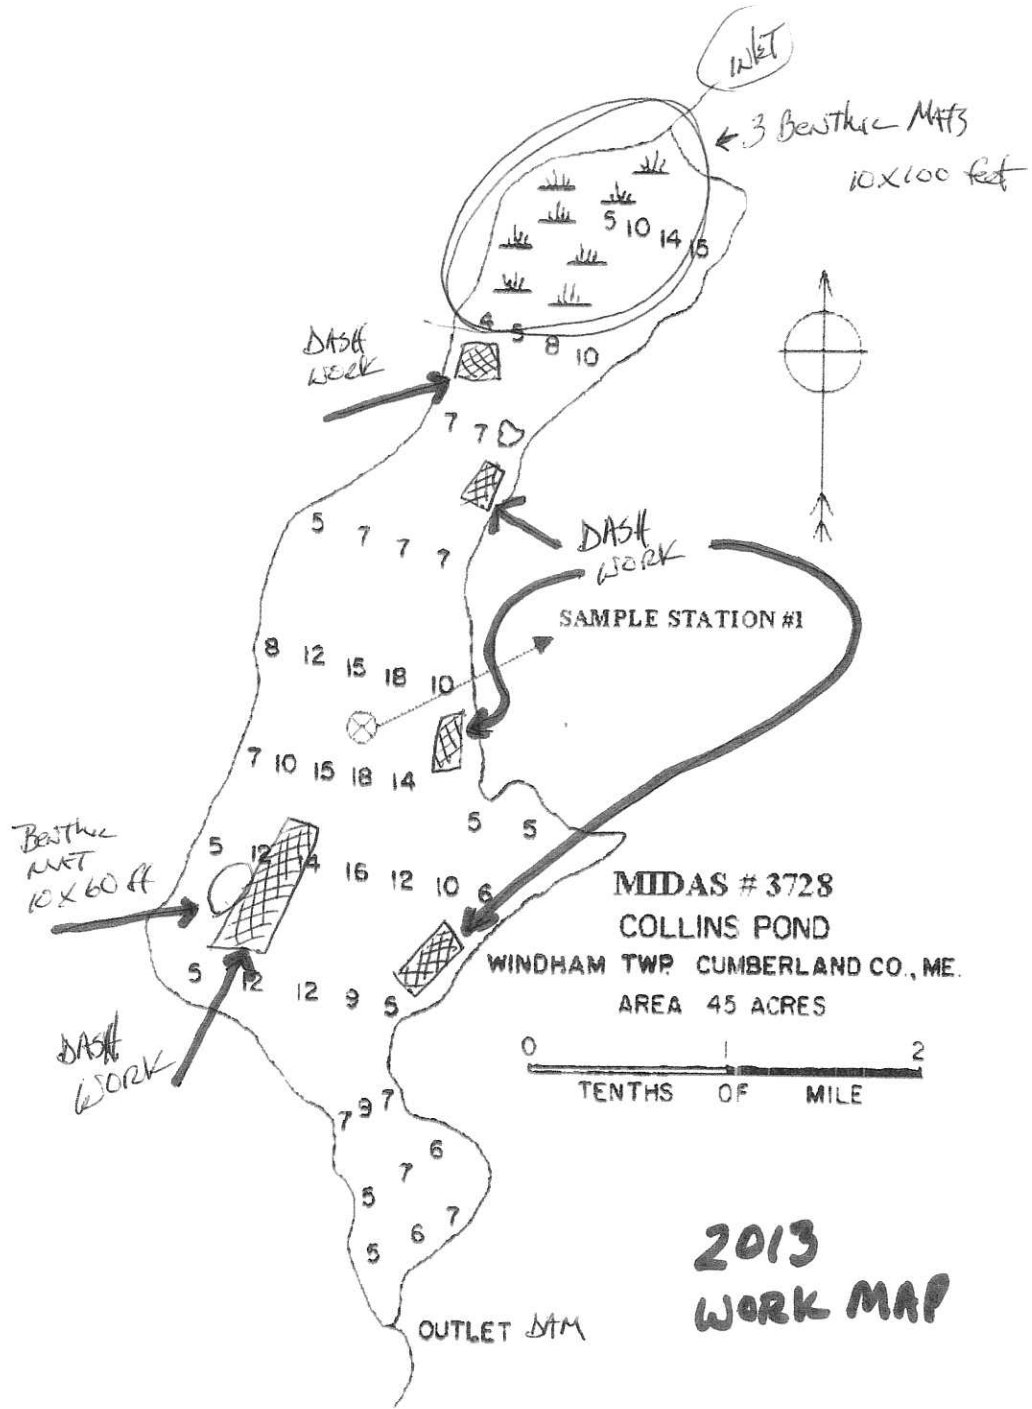 INLET
3 Benthic Mats
10x100 feet
5 10 14 15
4 5 8 10
DASH
WORK
7 7
5 7 7 7
DASH
WORK
SAMPLE STATION #1
8 12 15 18 10
7 10 15 18 14
5 5
Benthic
MAT
10x60 ft
5 12 14 16 12 10 6
MIDAS # 3728
COLLINS POND
WINDHAM TWP. CUMBERLAND CO., ME.
AREA 45 ACRES
5 12 12 9 5
DASH
WORK
0 1 2
TENTHS OF MILE
7 9 7
6
7
5
7
6
5
2013
WORK MAP
OUTLET DAM